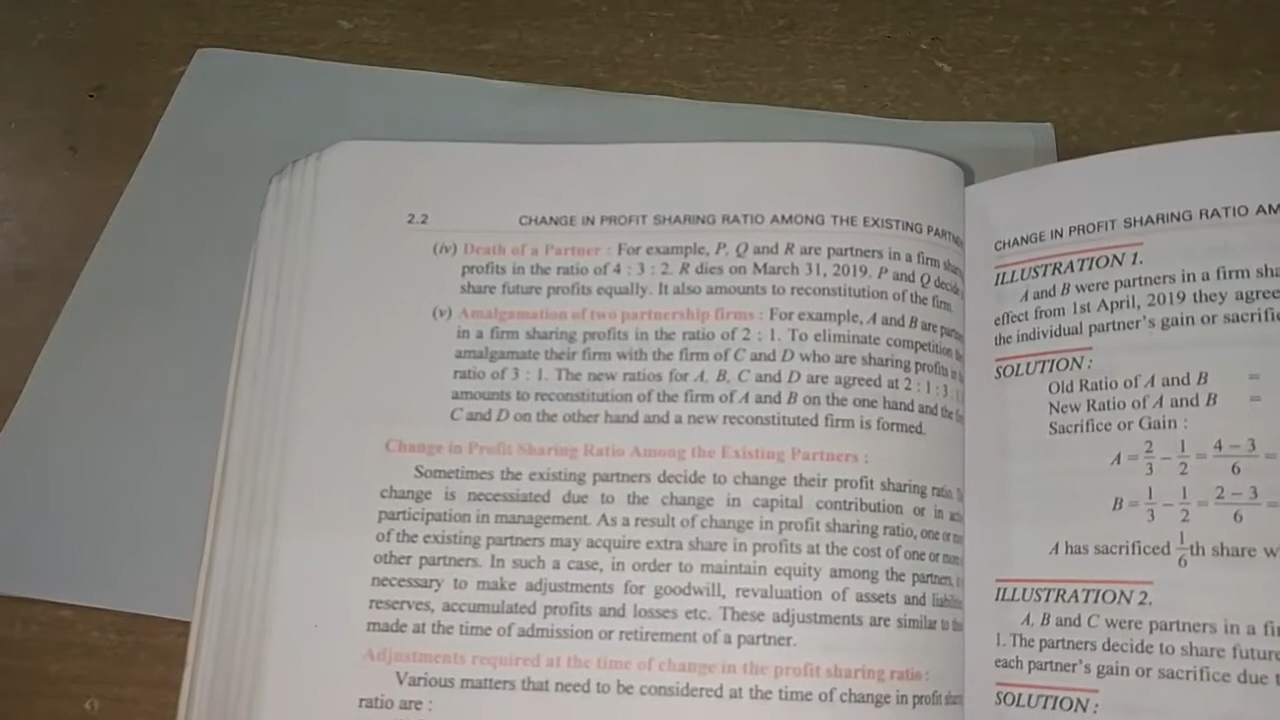 2.2 CHANGE IN PROFIT SHARING RATIO AMONG THE EXISTING
(iv) Death of a Partner : For example, P, Q and R are partners in a firm
profits in the ratio of 4 : 3 : 2. R dies on March 31, 2019. P and Q decide
share future profits equally. It also amounts to reconstitution of the firm.
(v) Amalgamation of two partnership firms : For example, A and B are
in a firm sharing profits in the ratio of 2 : 1. To eliminate competition
amalgamate their firm with the firm of C and D who are sharing profits
ratio of 3 : 1. The new ratios for A, B, C and D are agreed at 2 : 1 : 3 :
amounts to reconstitution of the firm of A and B on the one hand and the
C and D on the other hand and a new reconstituted firm is formed.
Change in Profit Sharing Ratio Among the Existing Partners :
Sometimes the existing partners decide to change their profit sharing ratio.
change is necessiated due to the change in capital contribution or in
participation in management. As a result of change in profit sharing ratio, one or
of the existing partners may acquire extra share in profits at the cost of one or more
other partners. In such a case, in order to maintain equity among the partners,
necessary to make adjustments for goodwill, revaluation of assets and
reserves, accumulated profits and losses etc. These adjustments are similar to
made at the time of admission or retirement of a partner.
Adjustments required at the time of change in the profit sharing ratio :
Various matters that need to be considered at the time of change in profit
ratio are :
CHANGE IN PROFIT SHARING RATIO
ILLUSTRATION 1.
A and B were partners in a firm
effect from 1st April, 2019 they
the individual partner's gain or
SOLUTION :
Old Ratio of A and B =
New Ratio of A and B =
Sacrifice or Gain :
A = 2/3 – 1/2 = 4 – 3/6 =
B = 1/3 – 1/2 = 2 – 3/6 =
A has sacrificed 1/6th share
ILLUSTRATION 2.
A, B and C were partners in a
1. The partners decide to share
each partner's gain or sacrifice due
SOLUTION :